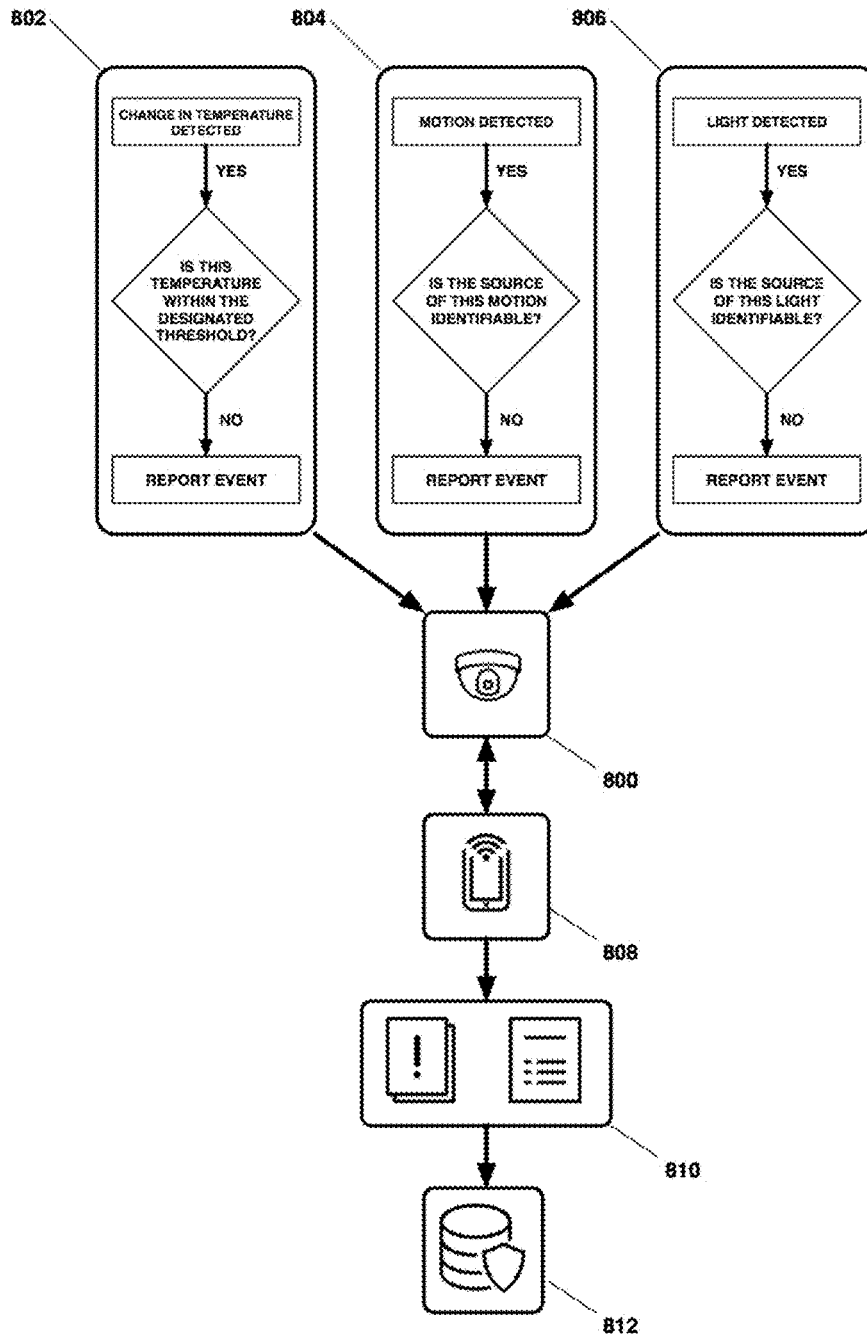 802
804
806
CHANGE IN TEMPERATURE
DETECTED
YES
IS THIS
TEMPERATURE
WITHIN THE
DESIGNATED
THRESHOLD?
NO
REPORT EVENT
MOTION DETECTED
YES
IS THE SOURCE
OF THIS MOTION
IDENTIFIABLE?
NO
REPORT EVENT
LIGHT DETECTED
YES
IS THE SOURCE
OF THIS LIGHT
IDENTIFIABLE?
NO
REPORT EVENT
800
808
!
810
812